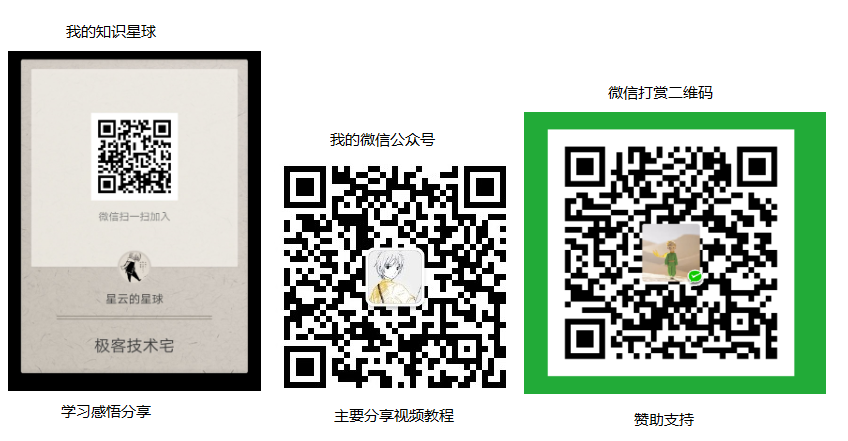 我的知识星球
微信扫一扫加入
星云的星球
极客技术宅
学习感悟分享
我的微信公众号
主要分享视频教程
微信打赏二维码
赞助支持